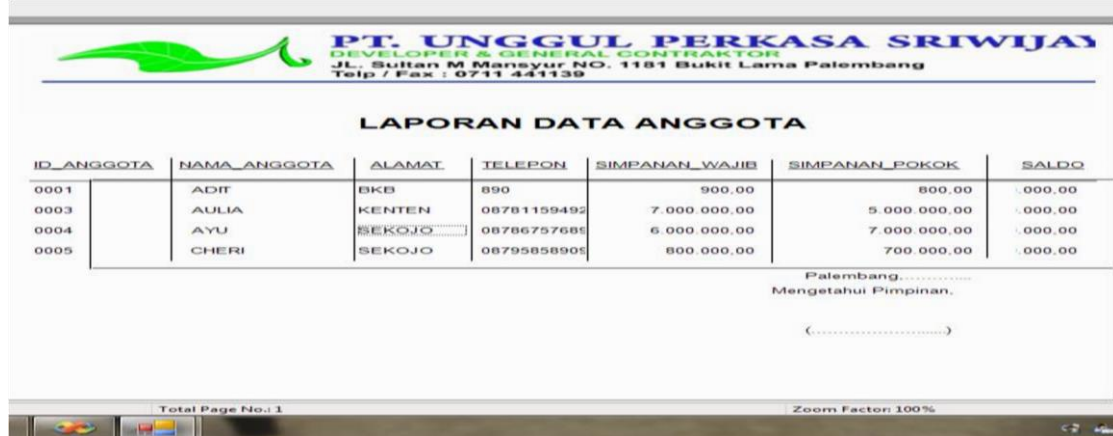 PT. UNGGUL PERKASA SRIWIJAY
DEVELOPER & GENERAL CONTRAKTOR
JL. Sultan M Mansyur NO. 1181 Bukit Lama Palembang
Telp / Fax : 0711 441139
LAPORAN DATA ANGGOTA
ID_ANGGOTA NAMA_ANGGOTA ALAMAT TELEPON SIMPANAN_WAJIB SIMPANAN_POKOK SALDO
0001 ADIT BKB 890 900,00 800,00 .000,00
0003 AULIA KENTEN 08781159492 7.000.000,00 5.000.000,00 .000,00
0004 AYU SEKOJO 08786757689 6.000.000,00 7.000.000,00 .000,00
0005 CHERI SEKOJO 08795858909 800.000,00 700.000,00 .000,00
Palembang,............
Mengetahui Pimpinan,
(..........................)
Total Page No.: 1 Zoom Factor: 100%